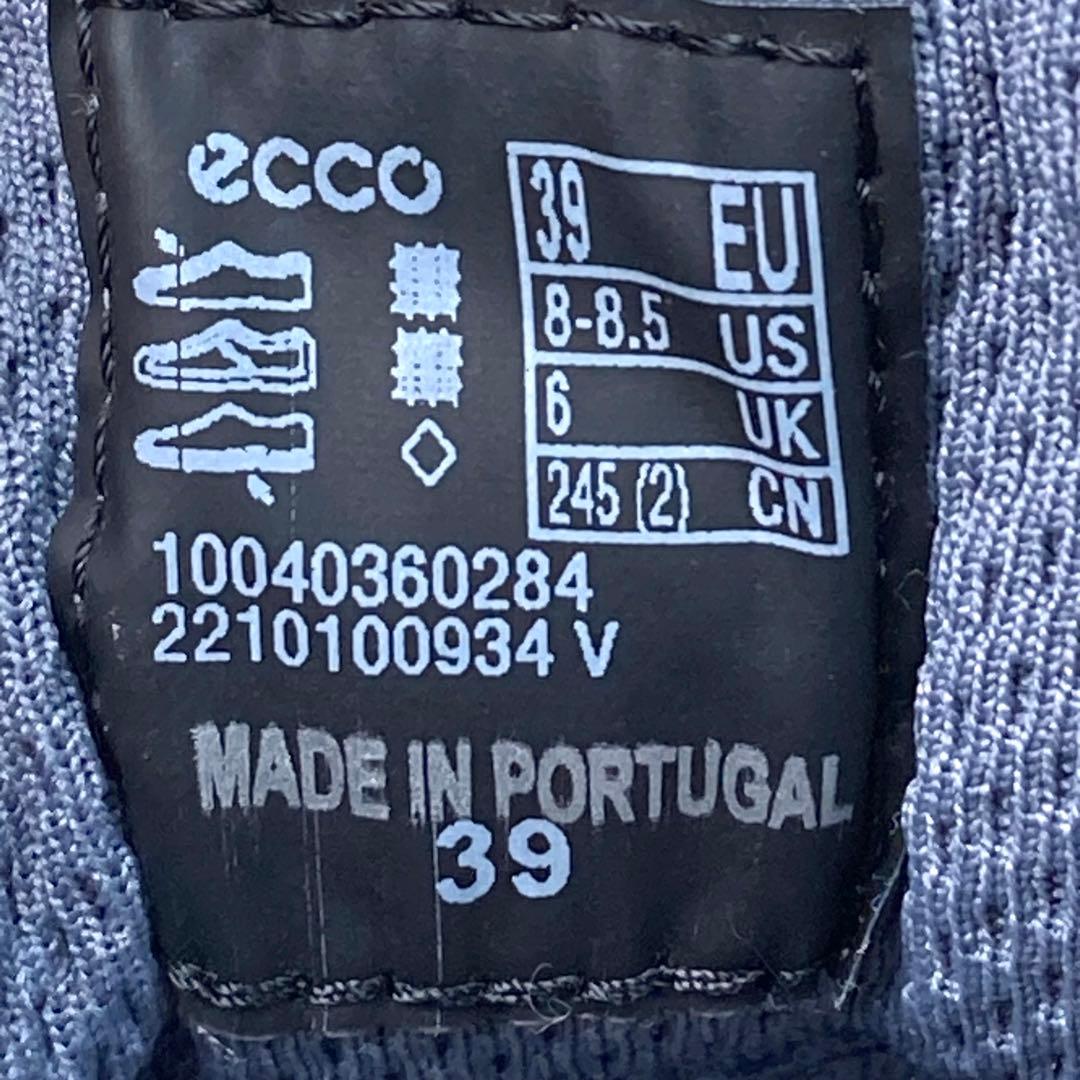 ecco
39 EU
8-8.5 US
6 UK
245 (2) CN
10040360284
2210100934 V
MADE IN PORTUGAL
39